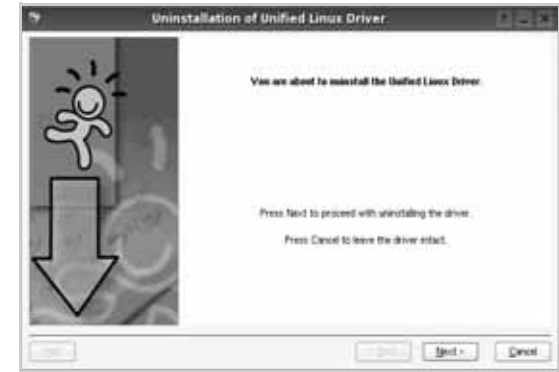 Uninstallation of Unified Linux Driver
You are about to uninstall the Unified Linux Driver.
Press Next to proceed with uninstalling the driver.
Press Cancel to leave the driver intact.
Next >
Cancel